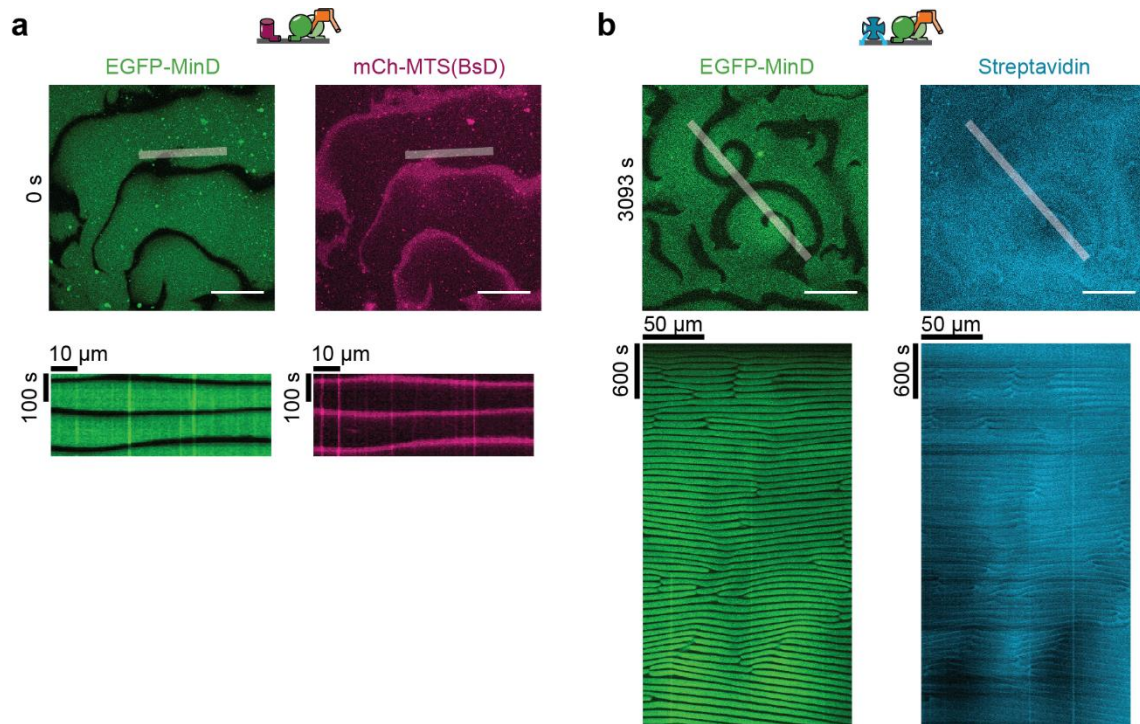 a
EGFP-MinD
mCh-MTS(BsD)
0 s
10 µm
10 µm
100 s
100 s
b
EGFP-MinD
Streptavidin
3093 s
50 µm
50 µm
600 s
600 s